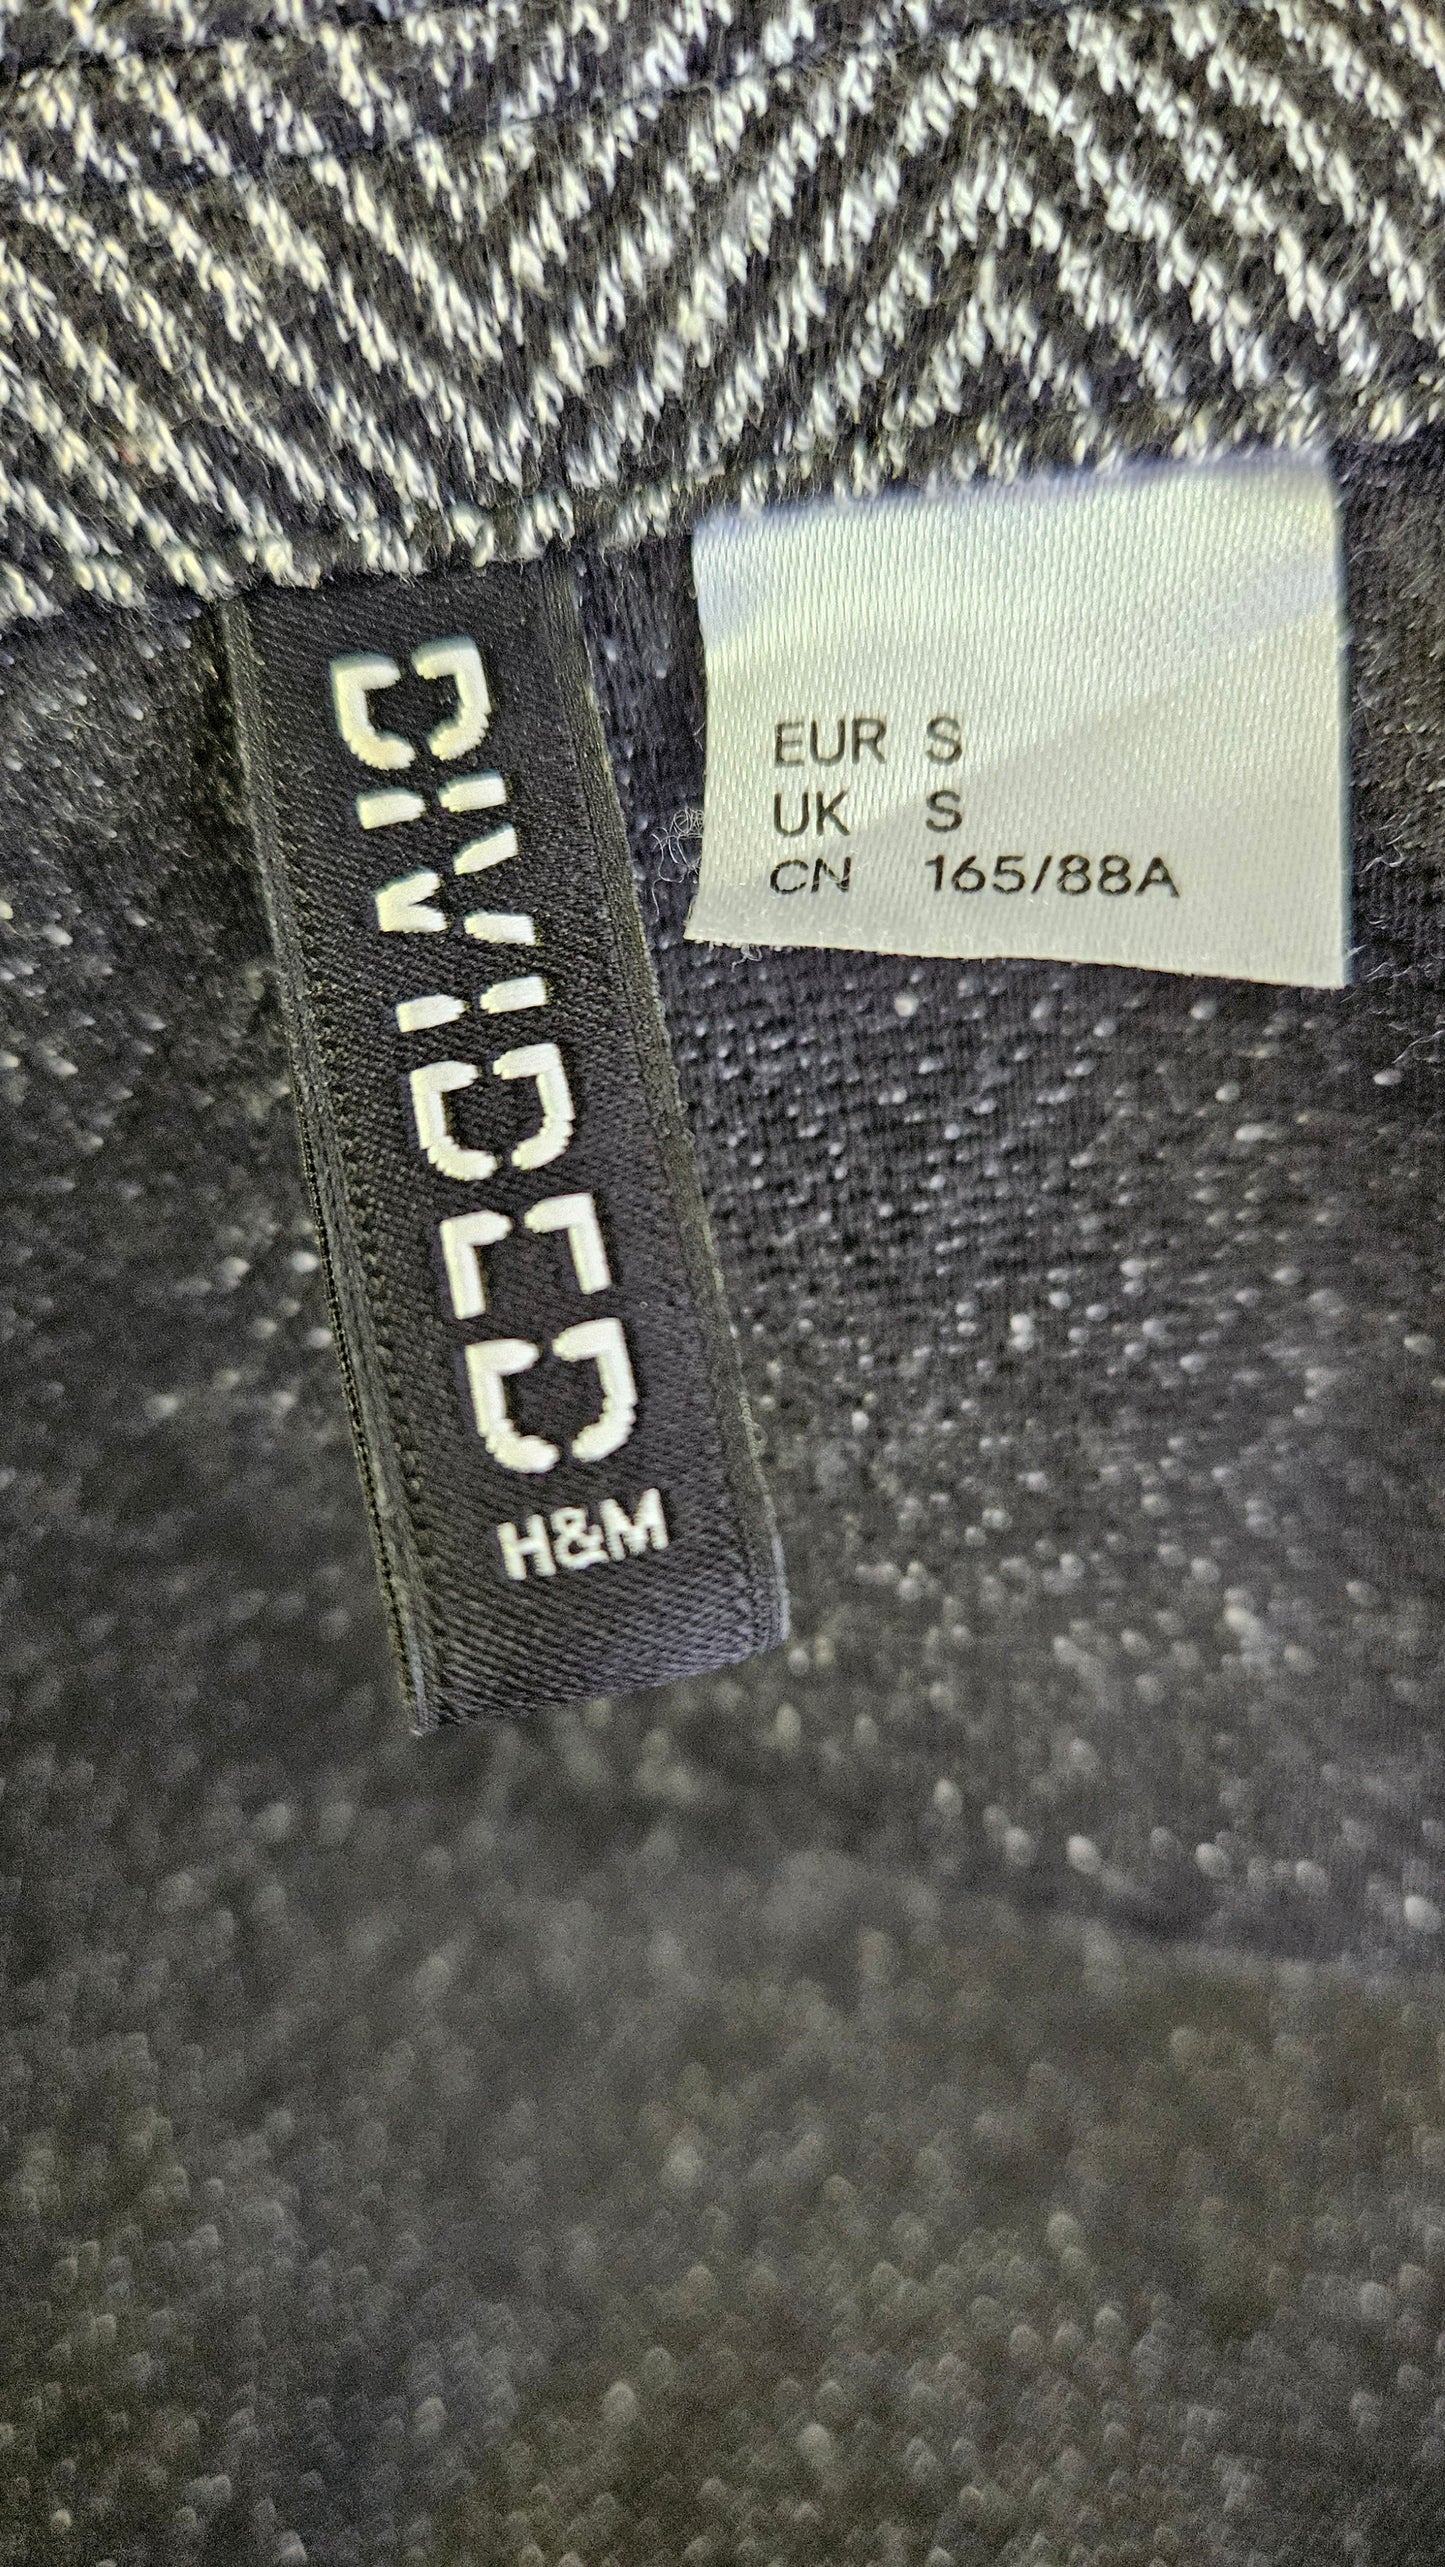 DIVIDED
H&M
EUR S
UK S
CN 165/88A